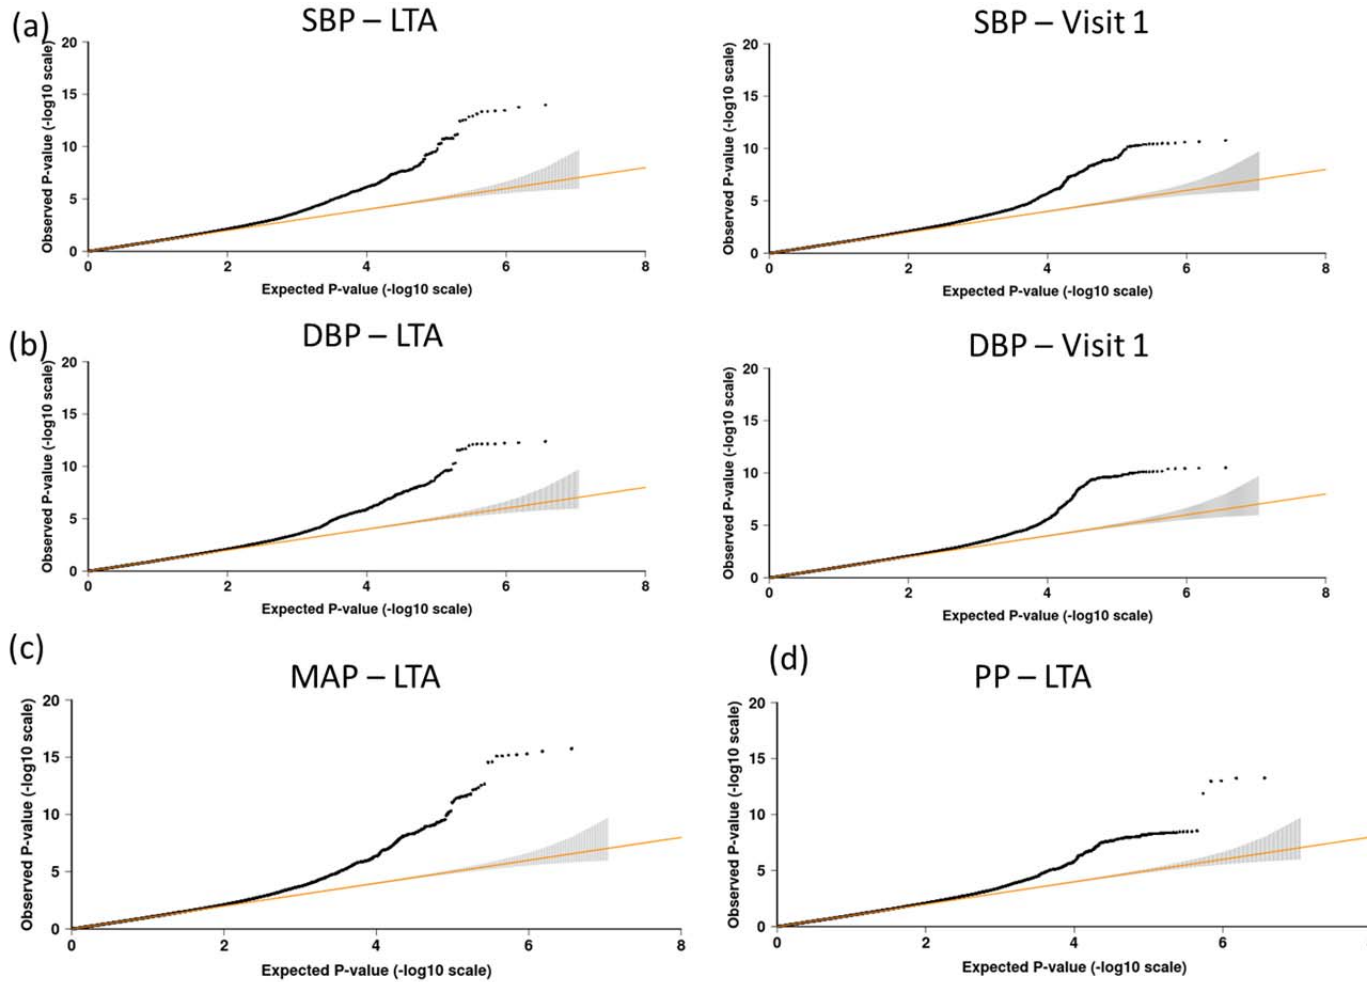 (a)
SBP – LTA
Observed P-value (-log10 scale)
20
15
10
5
0
0 2 4 6 8
Expected P-value (-log10 scale)
SBP – Visit 1
Observed P-value (-log10 scale)
20
15
10
5
0
0 2 4 6 8
Expected P-value (-log10 scale)
(b)
DBP – LTA
Observed P-value (-log10 scale)
20
15
10
5
0
0 2 4 6 8
Expected P-value (-log10 scale)
DBP – Visit 1
Observed P-value (-log10 scale)
20
15
10
5
0
0 2 4 6 8
Expected P-value (-log10 scale)
(c)
MAP – LTA
Observed P-value (-log10 scale)
20
15
10
5
0
0 2 4 6 8
Expected P-value (-log10 scale)
(d)
PP – LTA
Observed P-value (-log10 scale)
20
15
10
5
0
0 2 4 6
Expected P-value (-log10 scale)